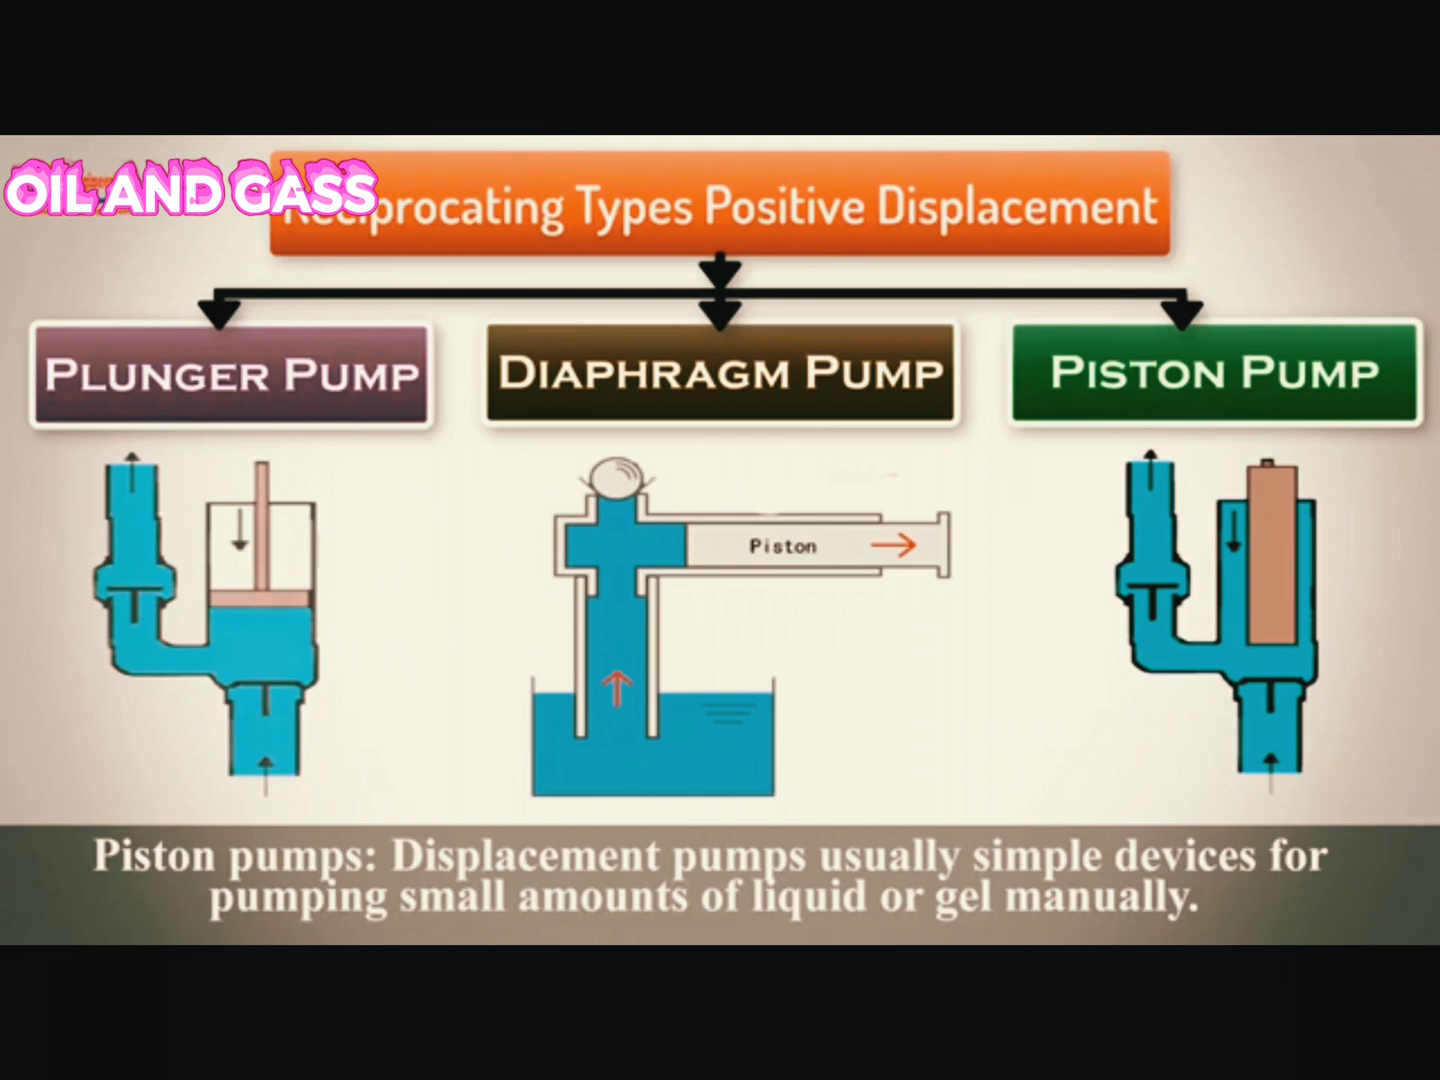 OIL AND GASS
Reciprocating Types Positive Displacement
PLUNGER PUMP
DIAPHRAGM PUMP
PISTON PUMP
Piston
Piston pumps: Displacement pumps usually simple devices for
pumping small amounts of liquid or gel manually.